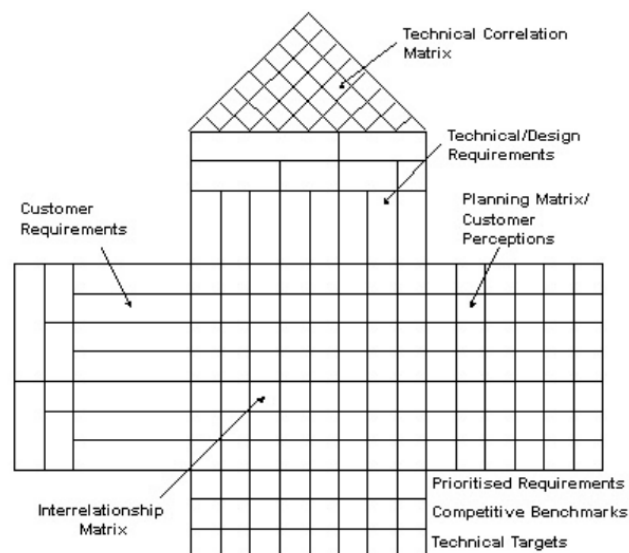 Technical Correlation
Matrix
Technical/Design
Requirements
Customer
Requirements
Planning Matrix/
Customer
Perceptions
Interrelationship
Matrix
Prioritised Requirements
Competitive Benchmarks
Technical Targets